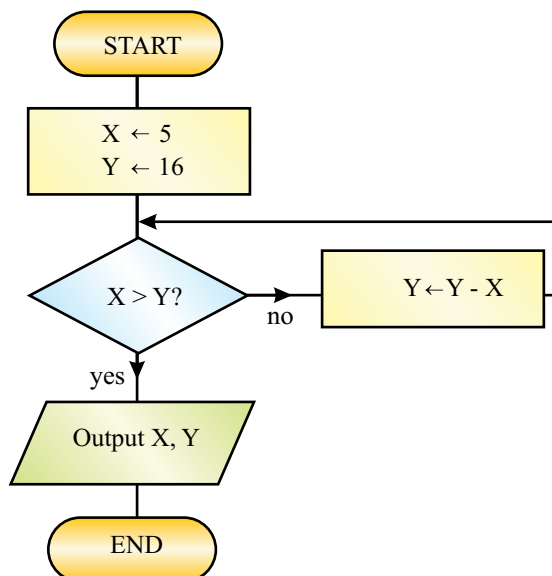 START
X ← 5
Y ← 16
X > Y?
no
Y ← Y - X
yes
Output X, Y
END